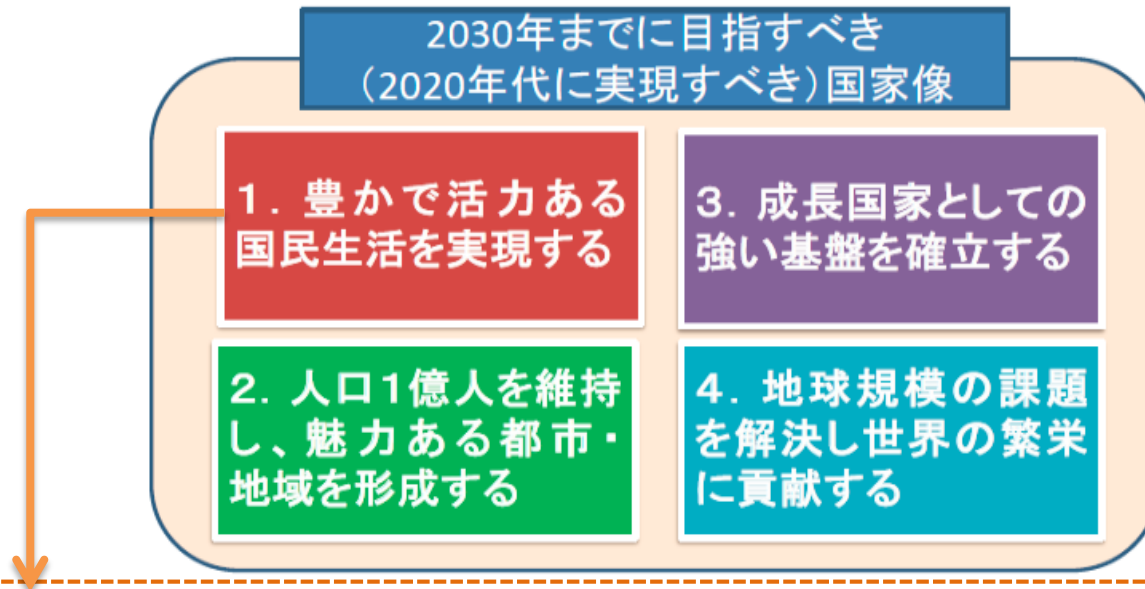 2030年までに目指すべき
（2020年代に実現すべき）国家像
1．豊かで活力ある
国民生活を実現する
2．人口1億人を維持
し、魅力ある都市・
地域を形成する
3．成長国家としての
強い基盤を確立する
4．地球規模の課題
を解決し世界の繁栄
に貢献する